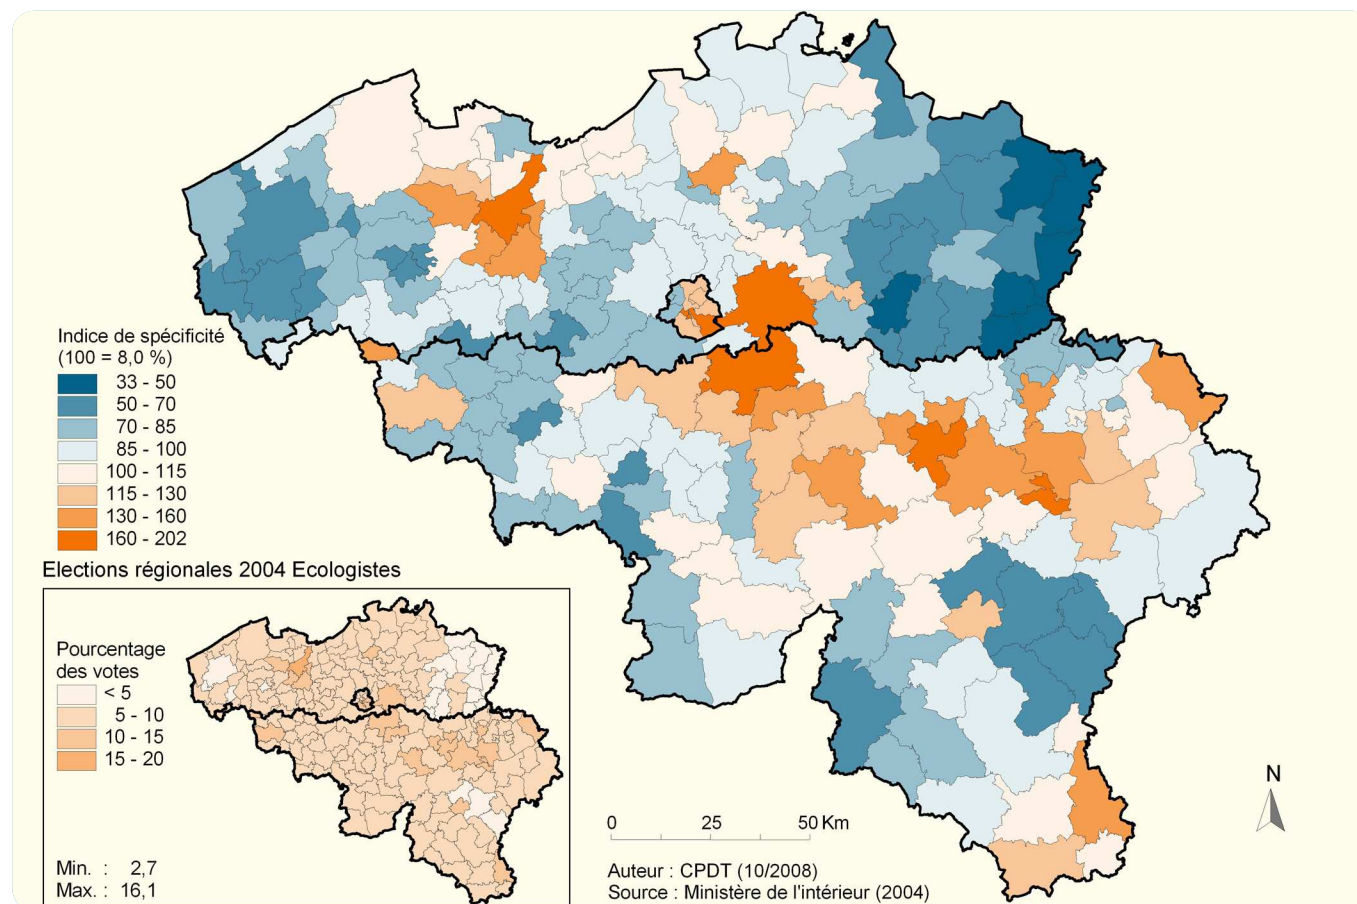 Indice de spécificité
(100 = 8,0 %)
33 - 50
50 - 70
70 - 85
85 - 100
100 - 115
115 - 130
130 - 160
160 - 202
Elections régionales 2004 Ecologistes
Pourcentage
des votes
< 5
5 - 10
10 - 15
15 - 20
Min. : 2,7
Max. : 16,1
0 25 50 Km
Auteur : CPDT (10/2008)
Source : Ministère de l'intérieur (2004)
N